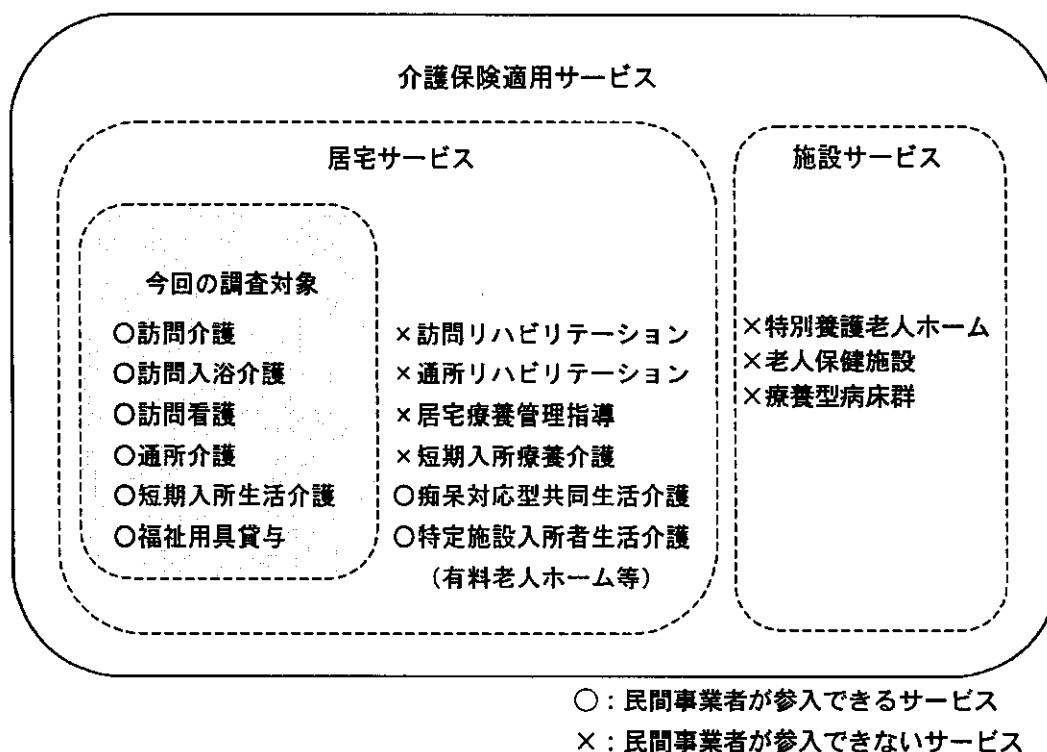 介護保険適用サービス
居宅サービス
今回の調査対象
○訪問介護
○訪問入浴介護
○訪問看護
○通所介護
○短期入所生活介護
○福祉用具貸与
×訪問リハビリテーション
×通所リハビリテーション
×居宅療養管理指導
×短期入所療養介護
○痴呆対応型共同生活介護
○特定施設入所者生活介護
(有料老人ホーム等)
施設サービス
×特別養護老人ホーム
×老人保健施設
×療養型病床群
○：民間事業者が参入できるサービス
×：民間事業者が参入できないサービス